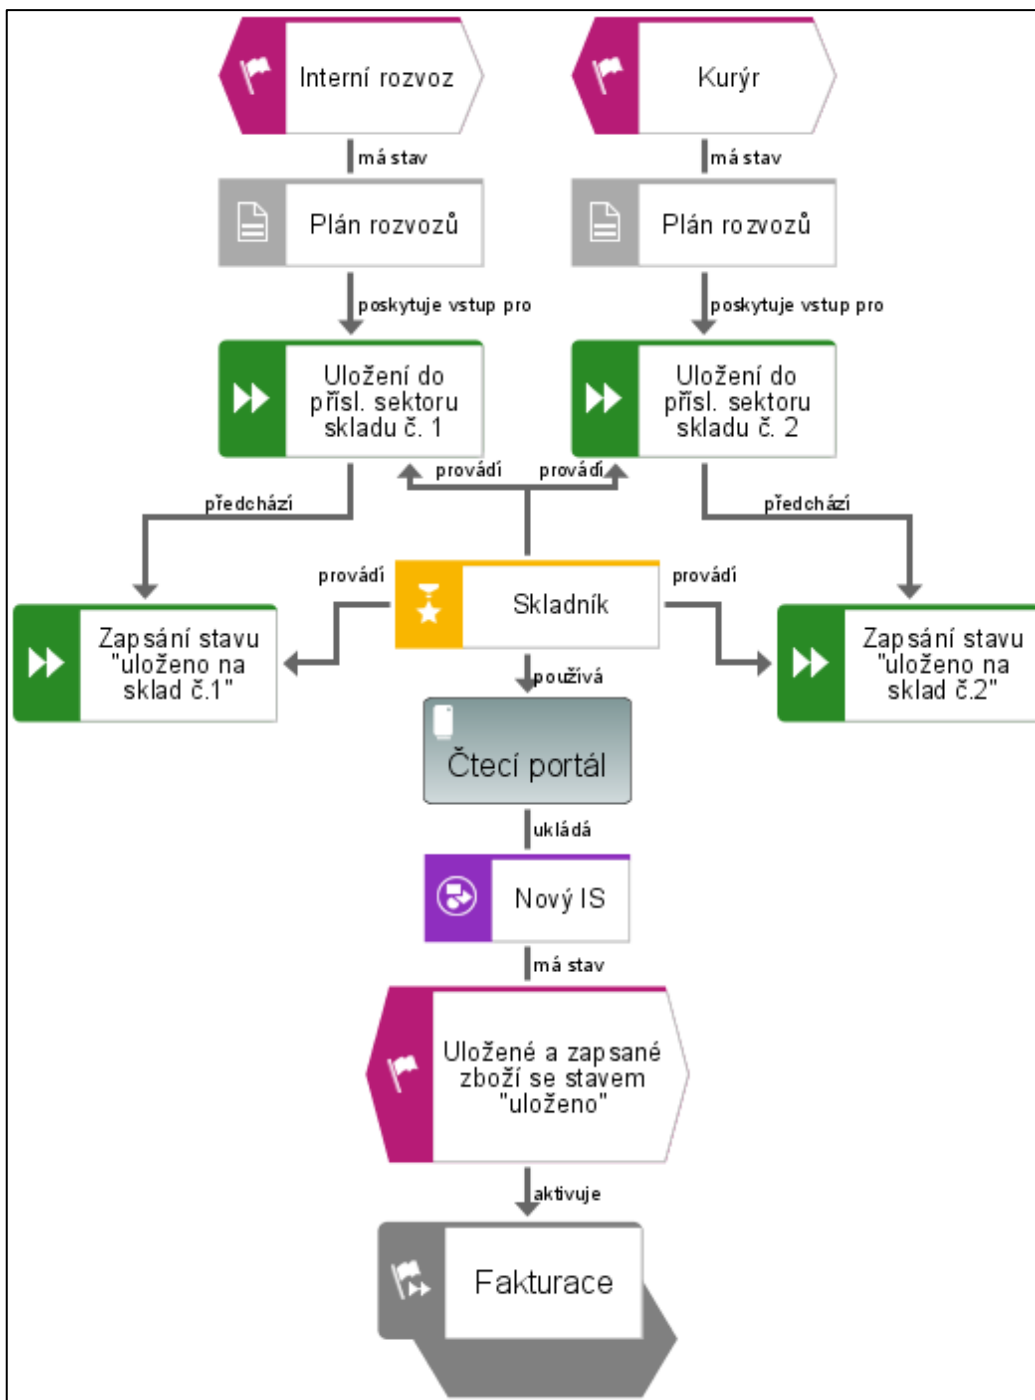 Interní rozvoz
Kurýr
má stav
má stav
Plán rozvozů
Plán rozvozů
poskytuje vstup pro
poskytuje vstup pro
Uložení do
přísl. sektoru
skladu č. 1
Uložení do
přísl. sektoru
skladu č. 2
provádí
provádí
předchází
předchází
provádí
Skladník
provádí
Zapsání stavu
"uloženo na
sklad č.1"
Zapsání stavu
"uloženo na
sklad č.2"
používá
Čtecí portál
ukládá
Nový IS
má stav
Uložené a zapsané
zboží se stavem
"uloženo"
aktivuje
Fakturace